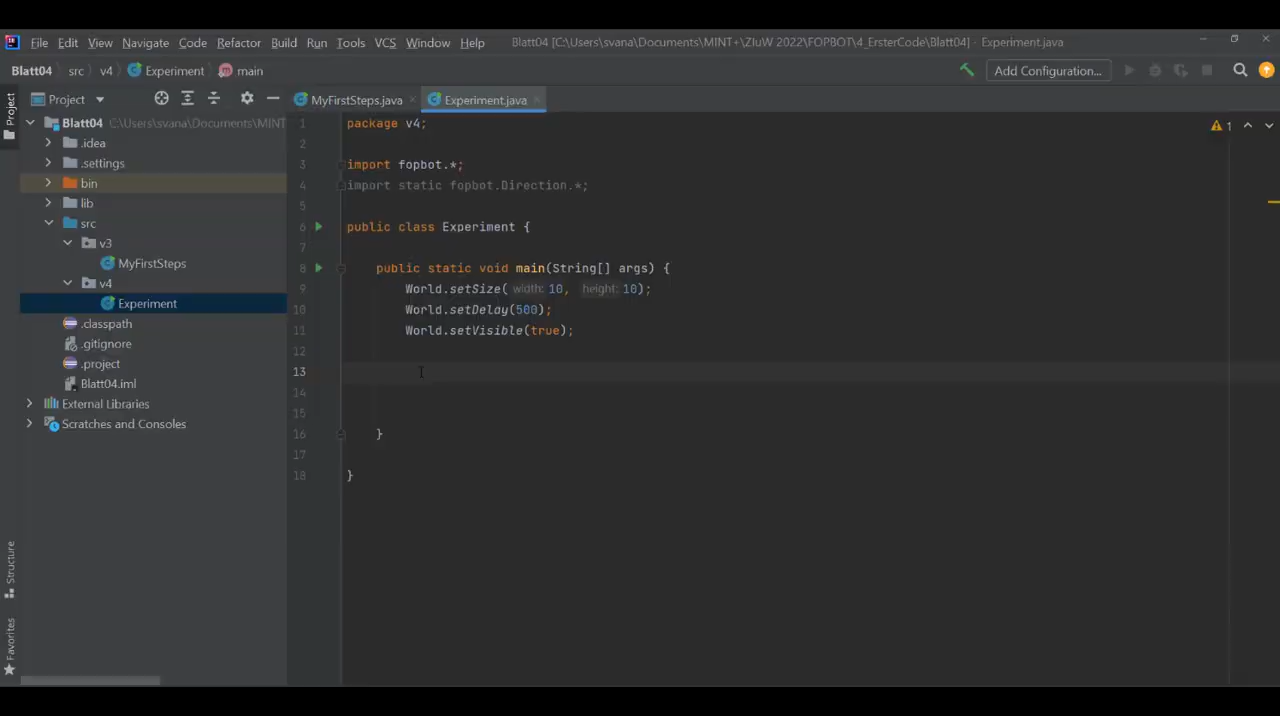 File Edit View Navigate Code Refactor Build Run Tools VCS Window Help Blatt04 [C:\Users\svana\Documents\MINT+\ZfuW 2022\FOPBOT\4_ErsterCode\Blatt04] - Experiment.java
Blatt04 src v4 Experiment main Add Configuration...
Project
Project MyFirstSteps.java Experiment.java
Blatt04 C:\Users\svana\Documents\MINT
.idea
.settings
bin
lib
src
v3
MyFirstSteps
v4
Experiment
.classpath
.gitignore
.project
Blatt04.iml
External Libraries
Scratches and Consoles
Structure
Favorites
1 package v4; 1
2
3 import fopbot.*;
4 import static fopbot.Direction.*;
5
6 public class Experiment {
7
8 public static void main(String[] args) {
9 World.setSize( width: 10, height: 10);
10 World.setDelay(500);
11 World.setVisible(true);
12
13
14
15
16 }
17
18 }